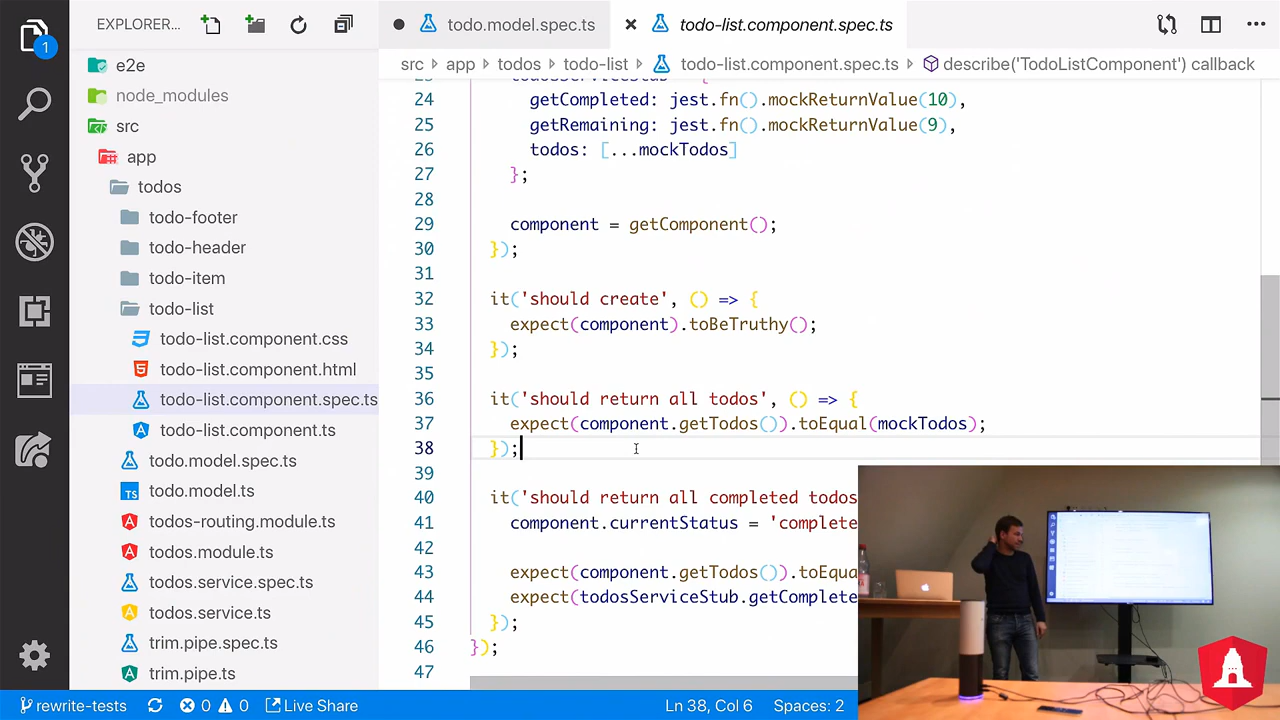 EXPLORER...
todo.model.spec.ts
todo-list.component.spec.ts
src
app
todos
todo-list
todo-list.component.spec.ts
describe('TodoListComponent') callback
1
e2e
node_modules
src
app
todos
todo-footer
todo-header
todo-item
todo-list
todo-list.component.css
todo-list.component.html
todo-list.component.spec.ts
todo-list.component.ts
todo.model.spec.ts
TS todo.model.ts
todos-routing.module.ts
todos.module.ts
todos.service.spec.ts
todos.service.ts
trim.pipe.spec.ts
trim.pipe.ts
24 getCompleted: jest.fn().mockReturnValue(10),
25 getRemaining: jest.fn().mockReturnValue(9),
26 todos: [...mockTodos]
27 };
28
29 component = getComponent();
30 });
31
32 it('should create', () => {
33 expect(component).toBeTruthy();
34 });
35
36 it('should return all todos', () => {
37 expect(component.getTodos()).toEqual(mockTodos);
38 });
39
40 it('should return all completed todos
41 component.currentStatus = 'complete
42
43 expect(component.getTodos()).toEqua
44 expect(todosServiceStub.getComplete
45 });
46 });
47
rewrite-tests
0
0
Live Share
Ln 38, Col 6
Spaces: 2